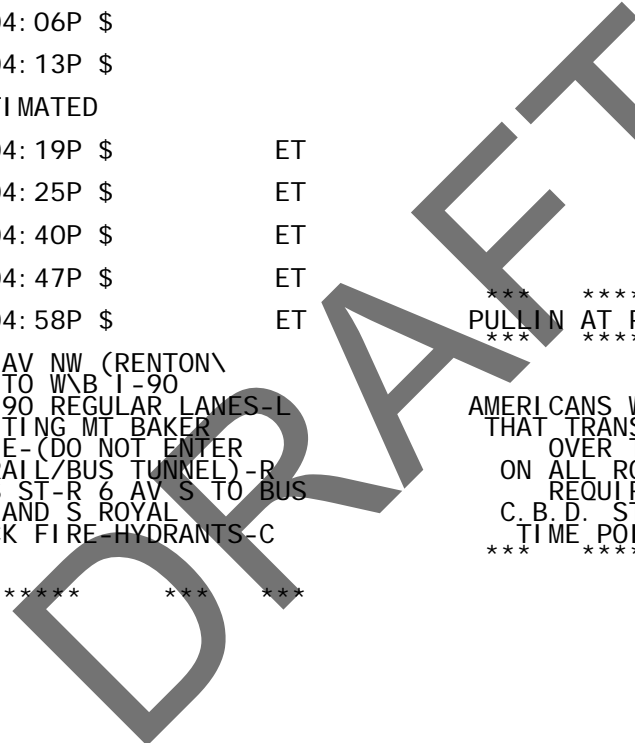 04:06P $
04:13P $
TIMATED
04:19P $ ET
04:25P $ ET
04:40P $ ET
04:47P $ ET
04:58P $ ET
AV NW (RENTON\
TO W\B I-90
90 REGULAR LANES-L
TING MT BAKER
E-(DO NOT ENTER
RAIL/BUS TUNNEL)-R
S ST-R 6 AV S TO BUS
AND S ROYAL
CK FIRE-HYDRANTS-C
***** *** ***
*** ****
PULLIN AT P
*** ****
AMERICANS W
THAT TRANS
OVER
ON ALL RO
REQUIR
C.B.D. ST
TIME POI
*** ****
DRAFT